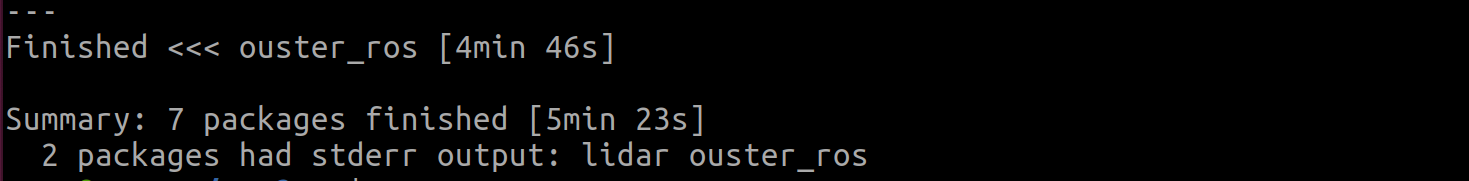 ---
Finished <<< ouster_ros [4min 46s]
Summary: 7 packages finished [5min 23s]
2 packages had stderr output: lidar ouster_ros